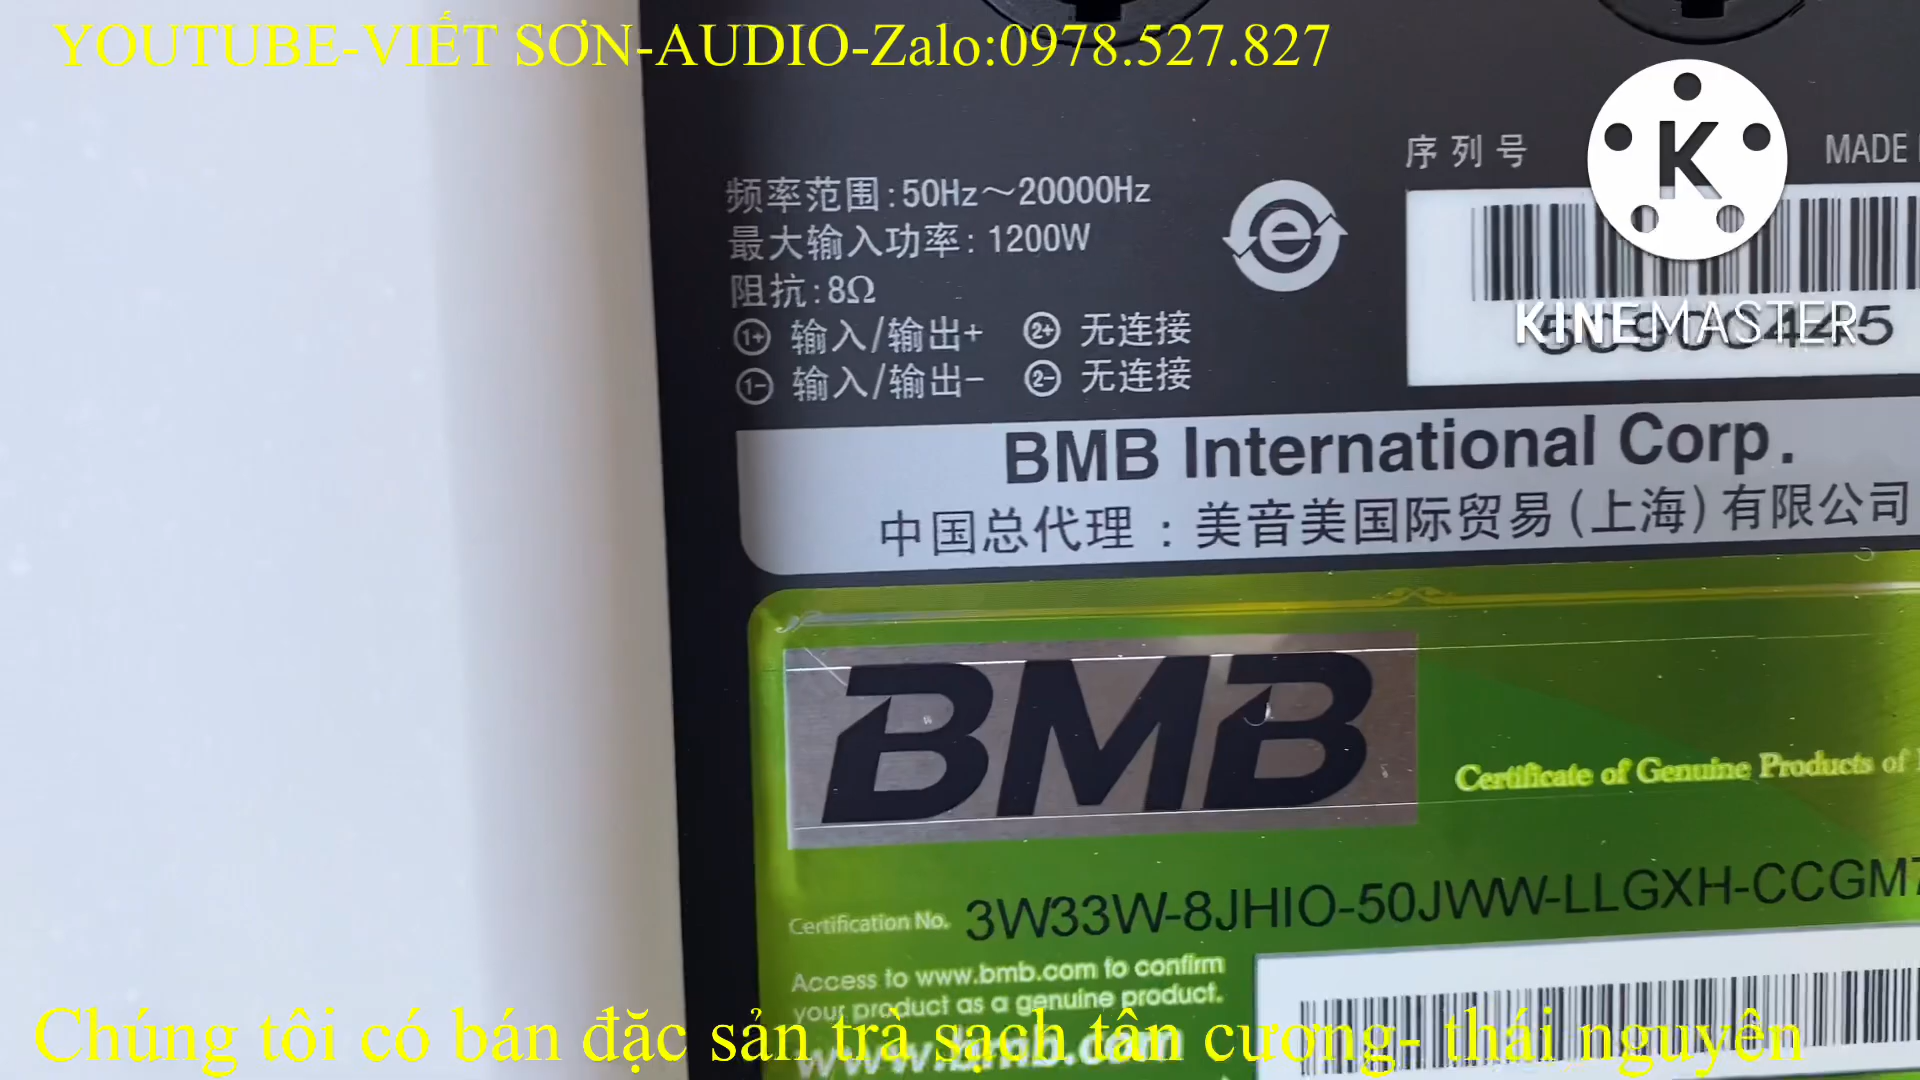 YOUTUBE-VIẾT SƠN-AUDIO-Zalo:0978.527.827
K
KINEMASTER
序列号 MADE
频率范围:50Hz～20000Hz
最大输入功率: 1200W
e
阻抗:8Ω
1+ 输入/输出+ 2+ 无连接
1- 输入/输出- 2- 无连接
BMB International Corp.
中国总代理 : 美音美国际贸易(上海)有限公司
BMB
Certificate of Genuine Products of
Certification No. 3W33W-8JHIO-50JWW-LLGXH-CCGM
Access to www.bmb.com to confirm
your product as a genuine product.
www.bmb.com
Chúng tôi có bán đặc sản trà sạch tân cương- thái nguyên